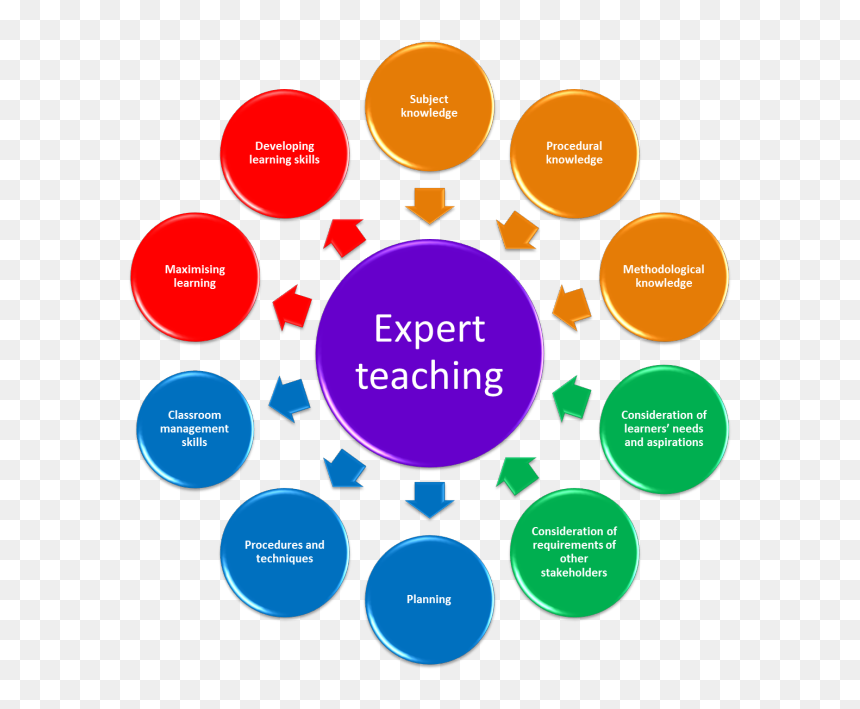 Subject
knowledge
Procedural
knowledge
Methodological
knowledge
Consideration of
learners’ needs
and aspirations
Consideration of
requirements of
other
stakeholders
Planning
Procedures and
techniques
Classroom
management
skills
Maximising
learning
Developing
learning skills
Expert
teaching